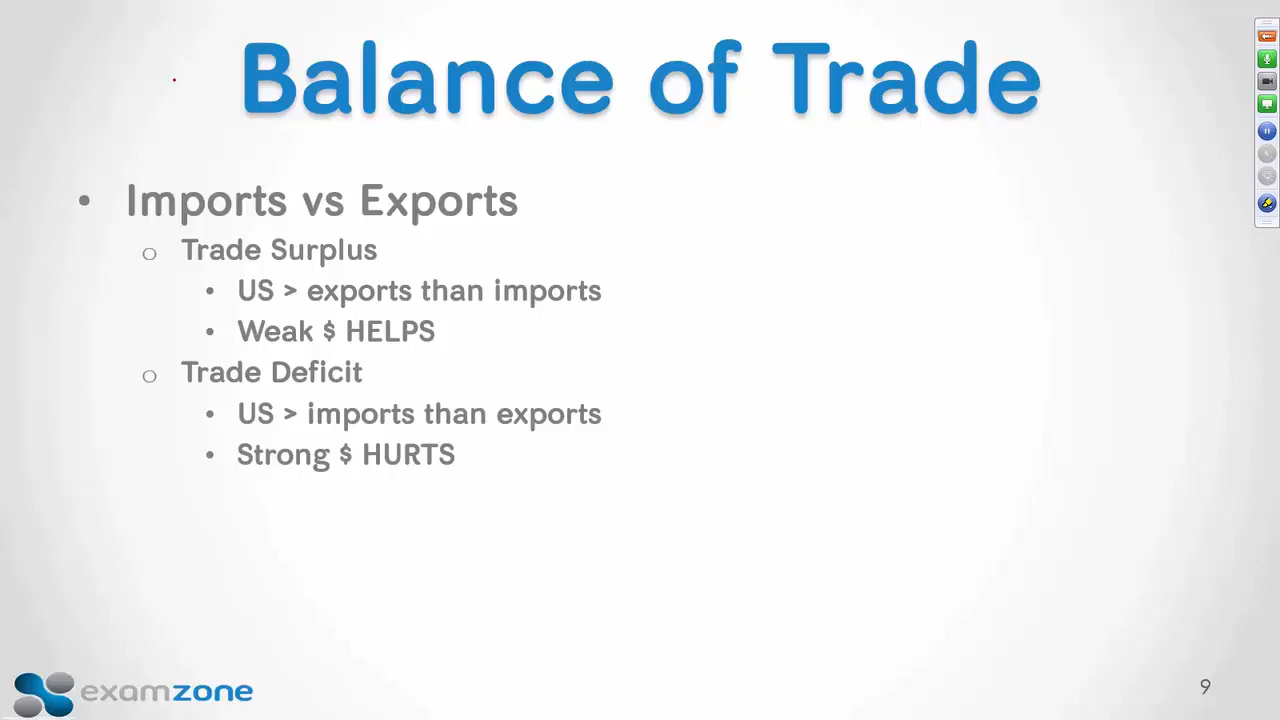 Balance of Trade
• Imports vs Exports
o Trade Surplus
• US > exports than imports
• Weak $ HELPS
o Trade Deficit
• US > imports than exports
• Strong $ HURTS
examzone
9